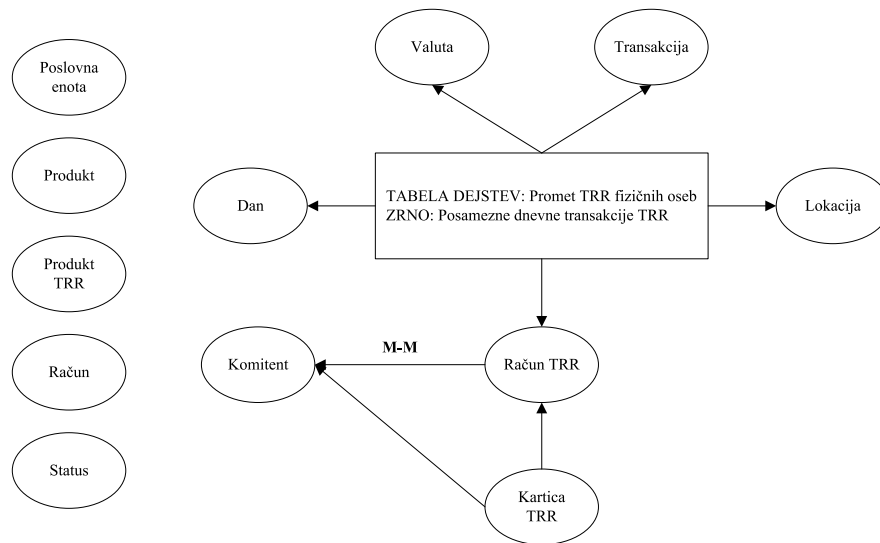 Valuta
Transakcija
Poslovna
enota
Produkt
Dan
TABELA DEJSTEV: Promet TRR fizičnih oseb
ZRNO: Posamezne dnevne transakcije TRR
Lokacija
Produkt
TRR
Račun
Komitent
M-M
Račun TRR
Status
Kartica
TRR